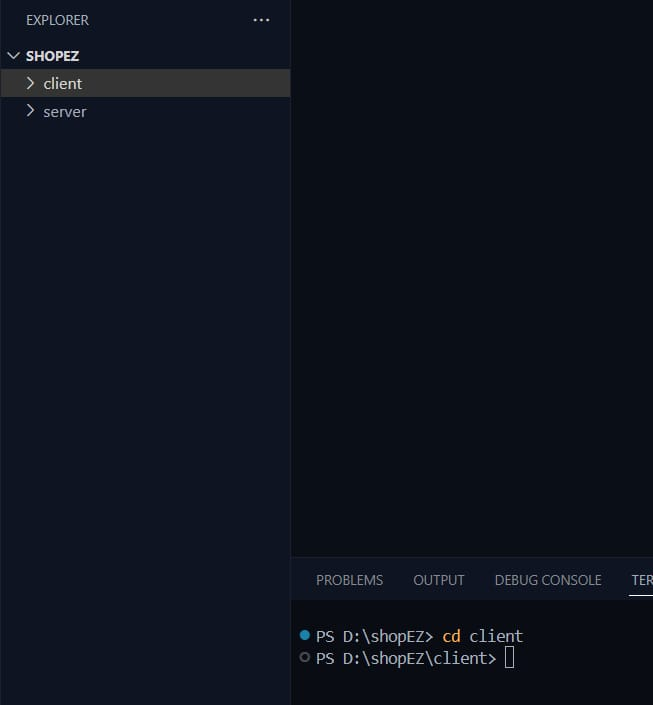 EXPLORER ...
SHOPEZ
client
server
PROBLEMS OUTPUT DEBUG CONSOLE TER
PS D:\shopEZ> cd client
PS D:\shopEZ\client>